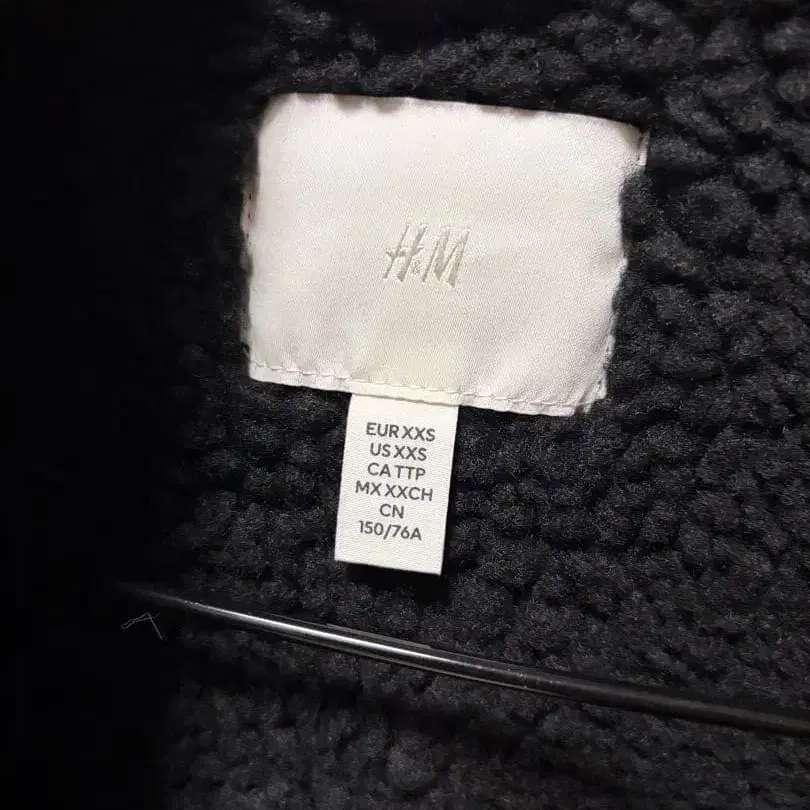 H&M
EUR XXS
US XXS
CA TTP
MX XXCH
CN
150/76A